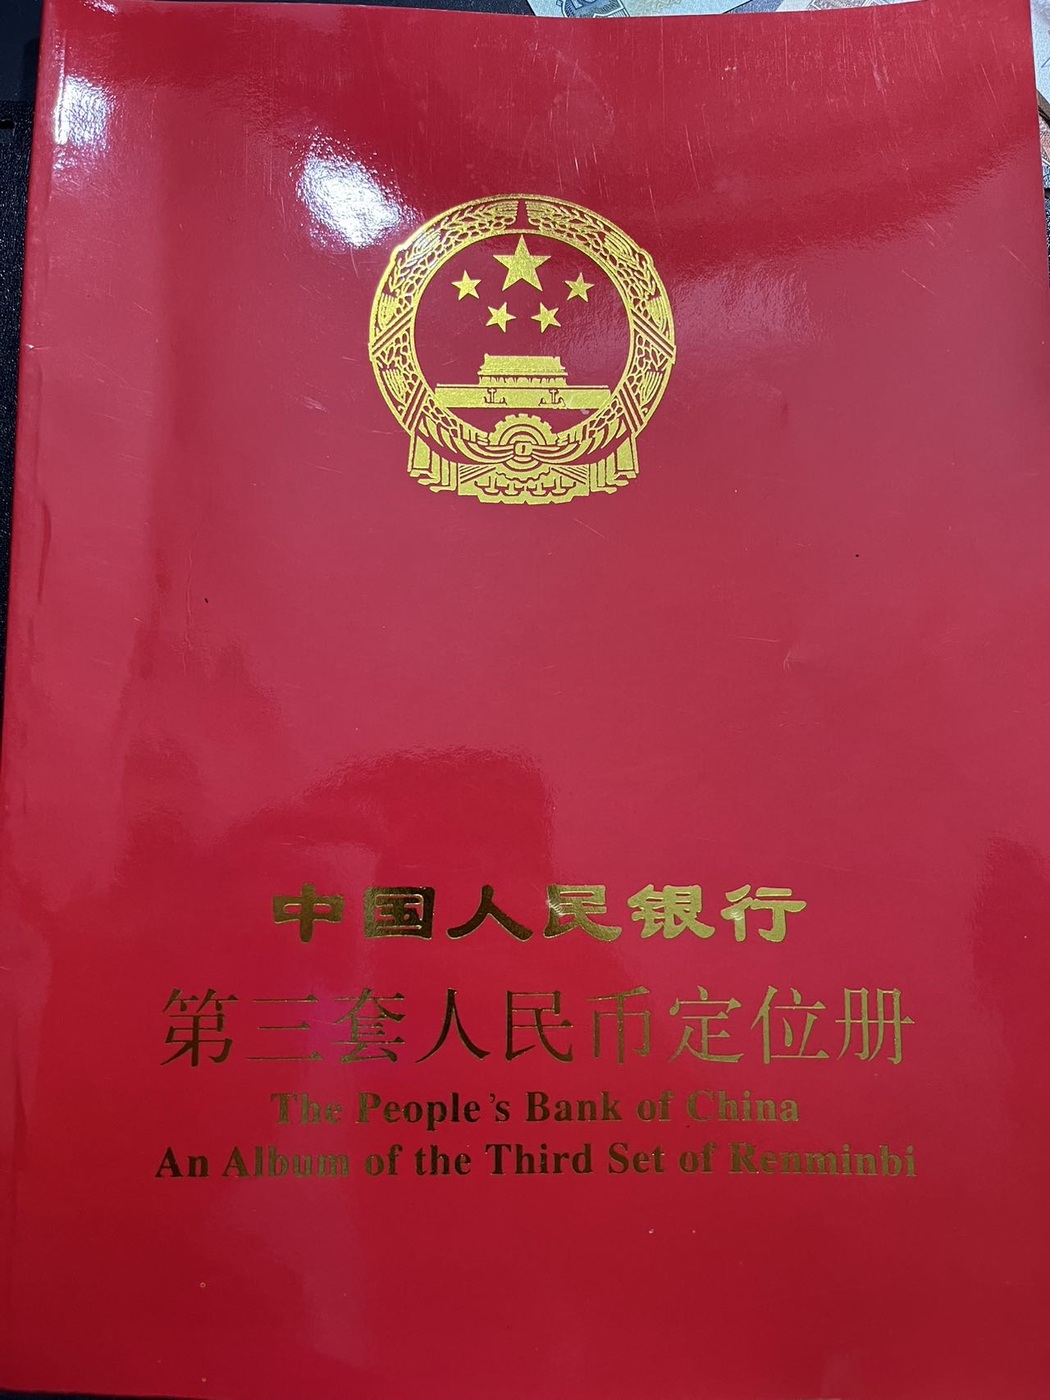 中国人民银行
第三套人民币定位册
The People's Bank of China
An Album of the Third Set of Renminbi